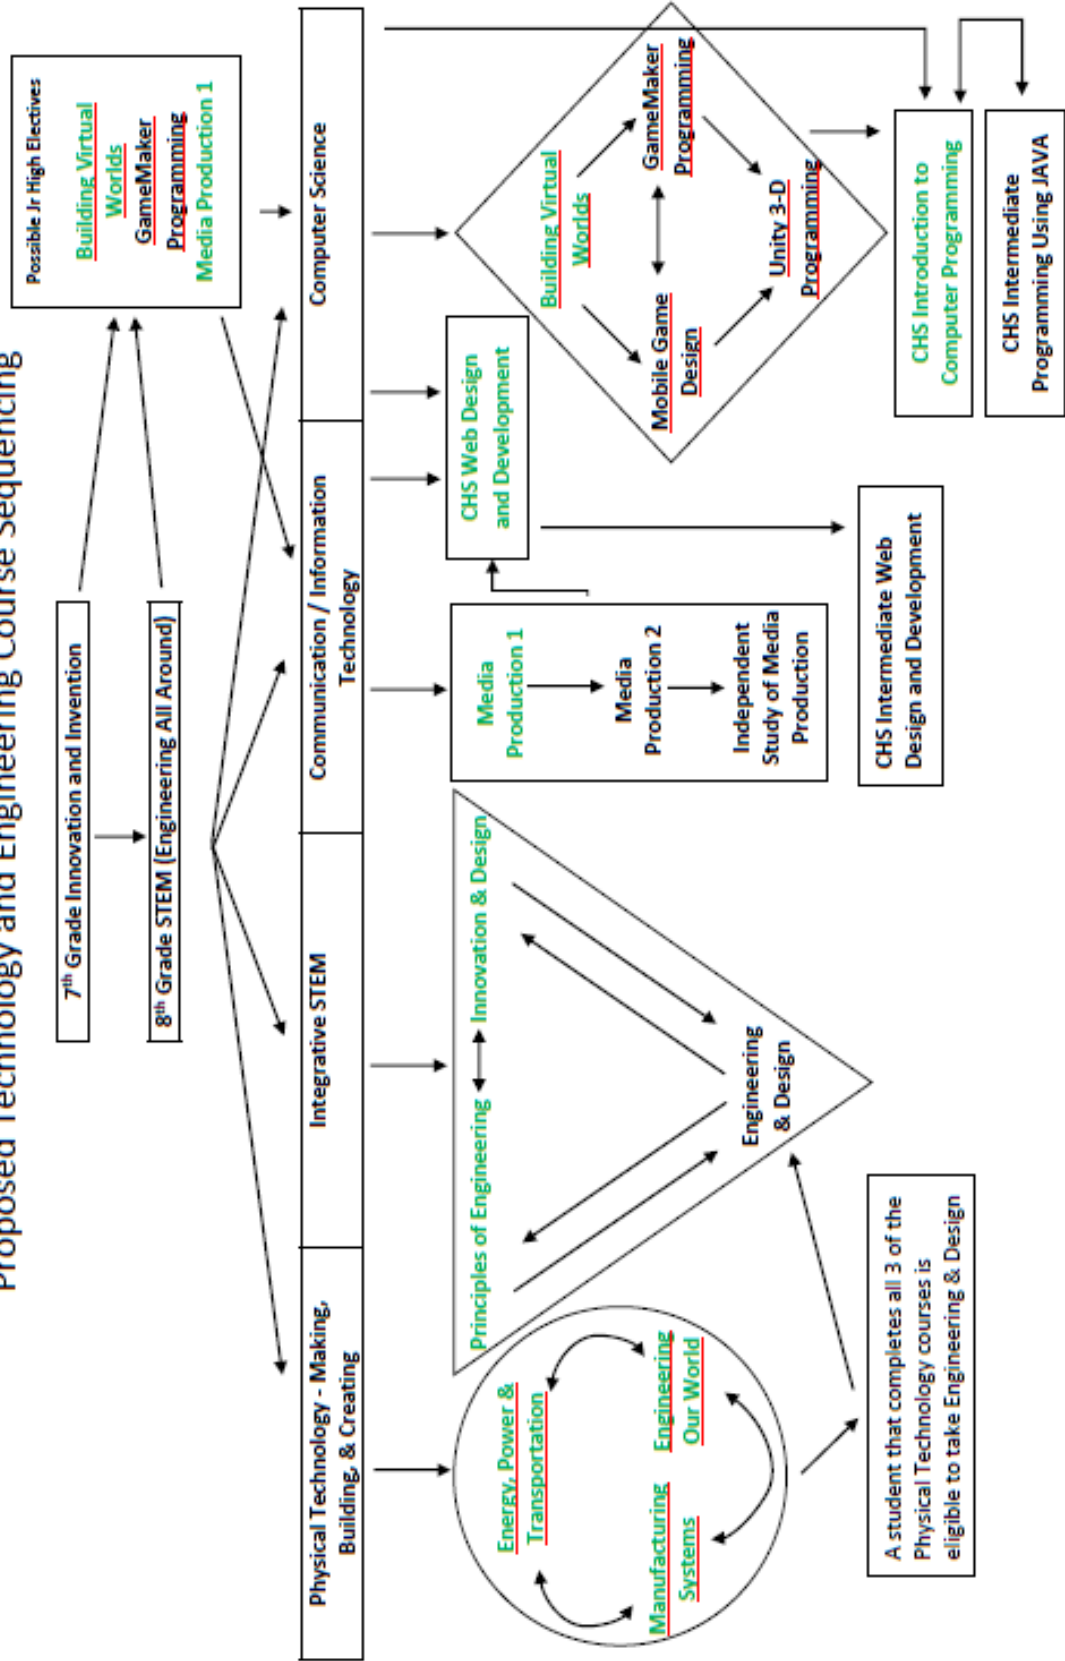 Proposed Technology and Engineering Course Sequencing
7th Grade Innovation and Invention
8th Grade STEM (Engineering All Around)
Possible Jr High Electives
Building Virtual
Worlds
GameMaker
Programming
Media Production 1
Physical Technology - Making,
Building, & Creating
Integrative STEM
Communication / Information
Technology
Computer Science
Energy, Power &
Transportation
Manufacturing
Systems
Engineering
Our World
Principles of Engineering
Innovation & Design
Engineering
& Design
A student that completes all 3 of the
Physical Technology courses is
eligible to take Engineering & Design
Media
Production 1
Media
Production 2
Independent
Study of Media
Production
CHS Web Design
and Development
CHS Intermediate Web
Design and Development
Building Virtual
Worlds
Mobile Game
Design
GameMaker
Programming
Unity 3-D
Programming
CHS Introduction to
Computer Programming
CHS Intermediate
Programming Using JAVA